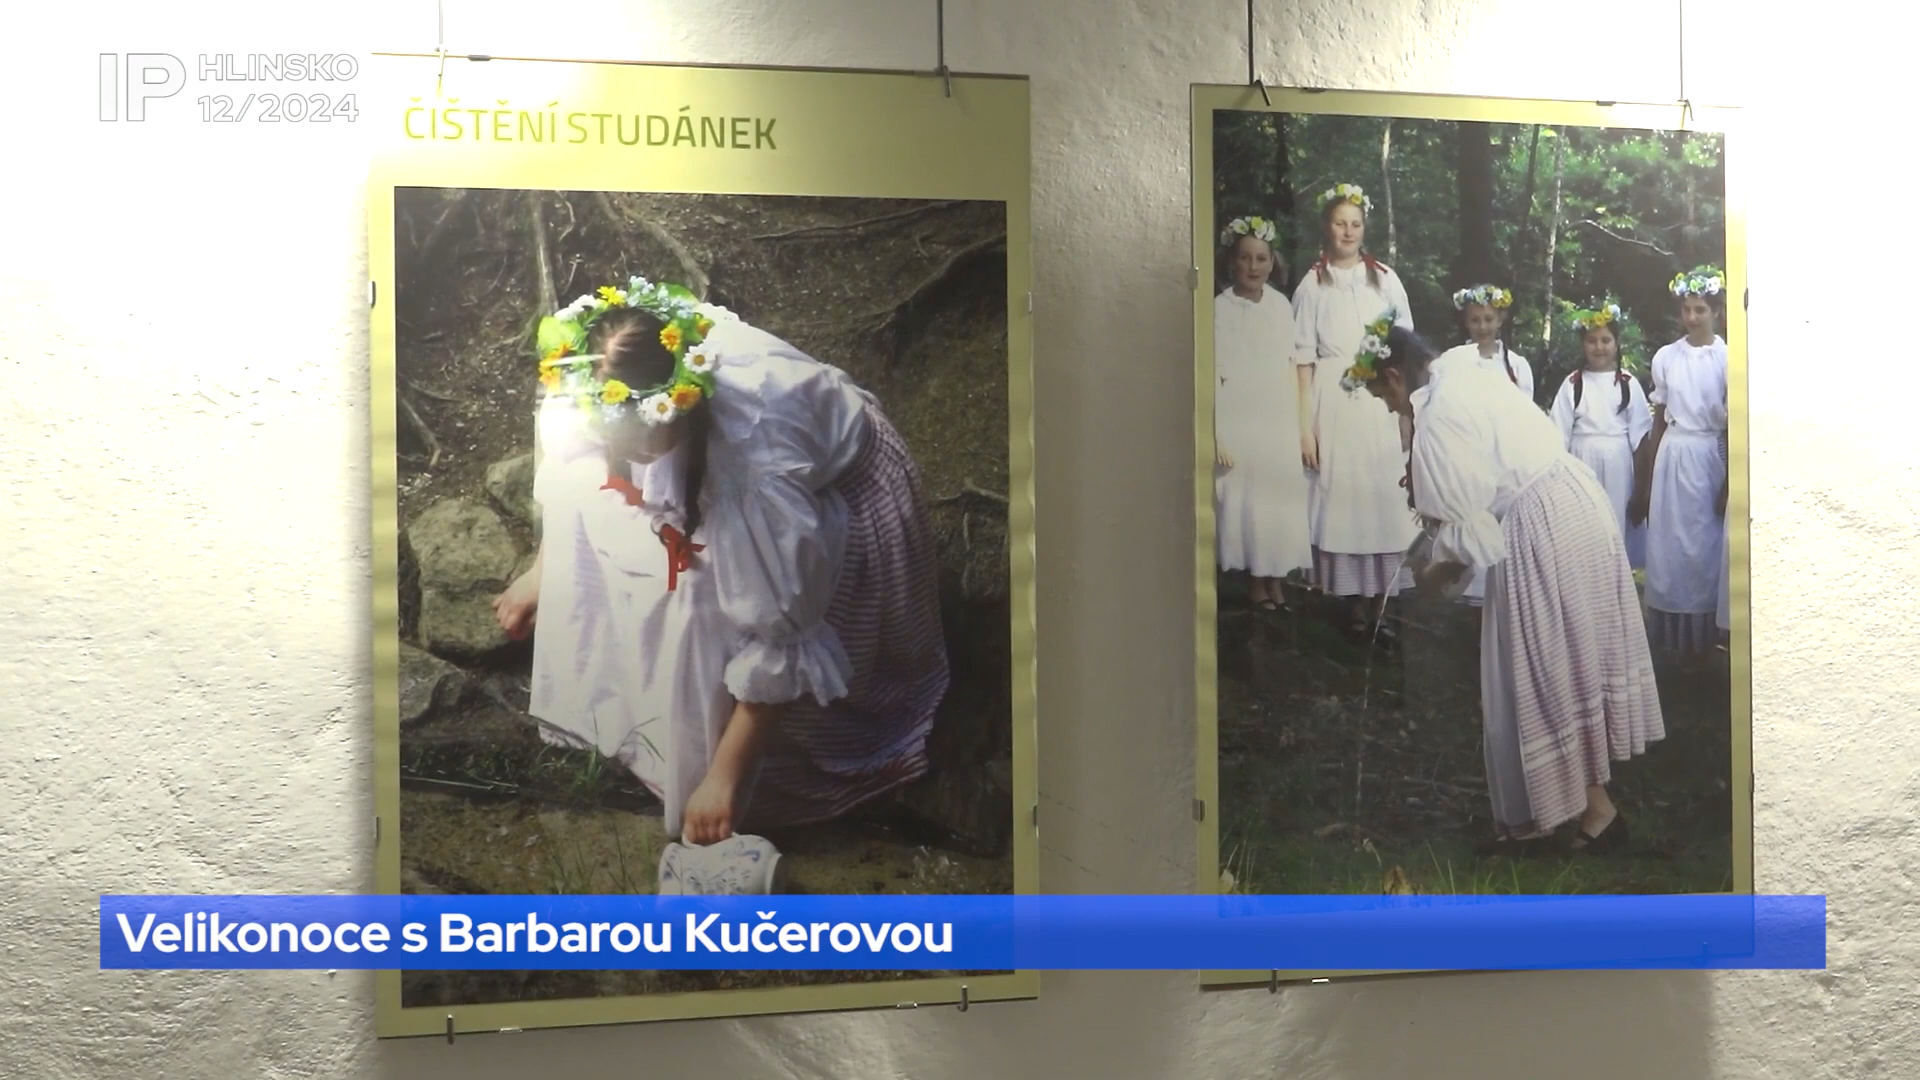 IP HLINSKO
12/2024
ČIŠTĚNÍ STUDÁNEK
Velikonoce s Barbarou Kučerovou